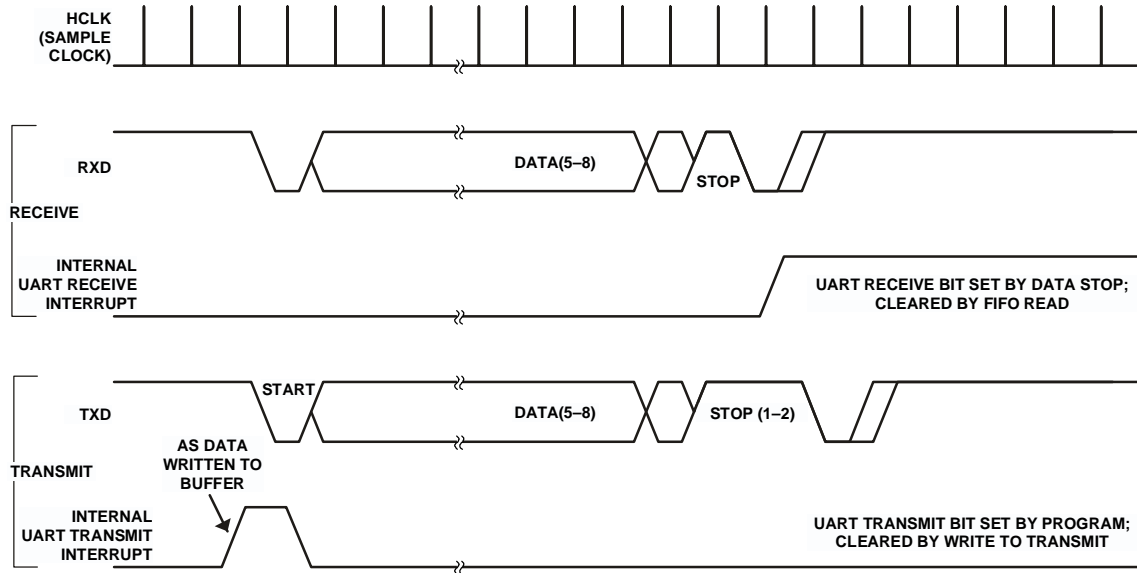 HCLK
(SAMPLE
CLOCK)
RXD
DATA(5–8)
STOP
RECEIVE
INTERNAL
UART RECEIVE
INTERRUPT
UART RECEIVE BIT SET BY DATA STOP;
CLEARED BY FIFO READ
START
TXD
DATA(5–8)
STOP (1–2)
AS DATA
WRITTEN TO
BUFFER
TRANSMIT
INTERNAL
UART TRANSMIT
INTERRUPT
UART TRANSMIT BIT SET BY PROGRAM;
CLEARED BY WRITE TO TRANSMIT